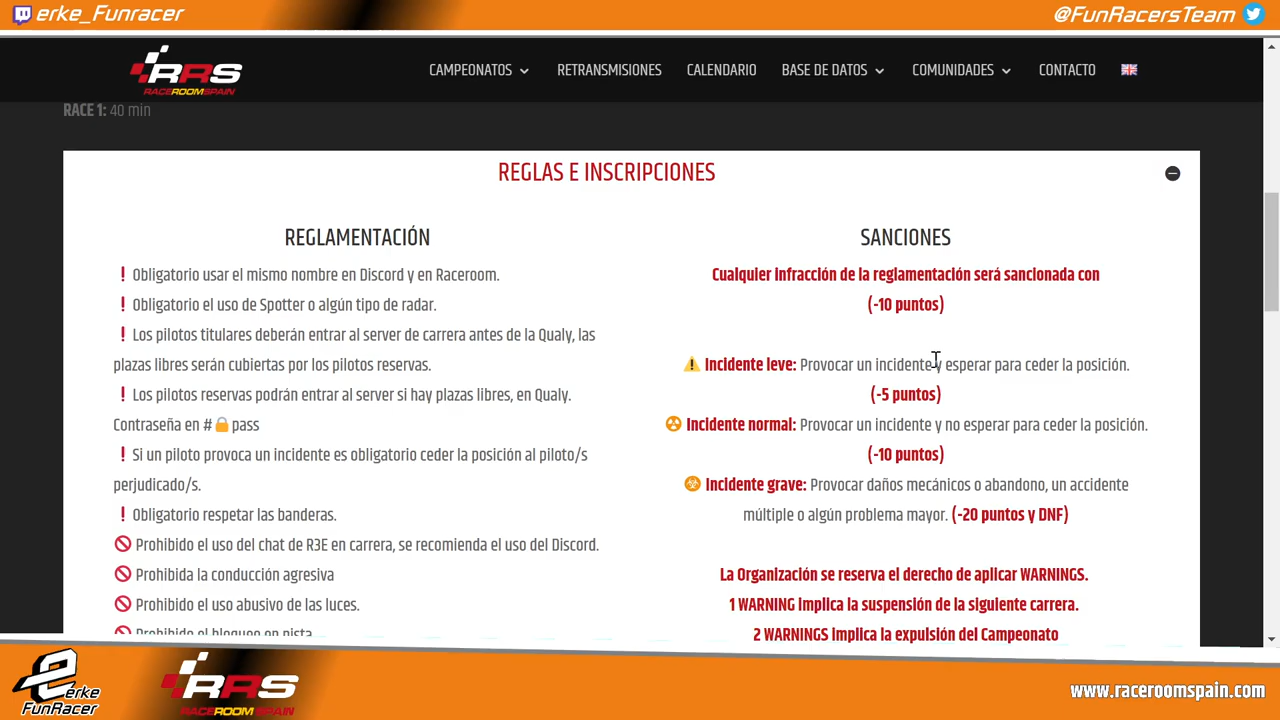 erke_Funracer
@FunRacersTeam
RRS
RACEROOMSPAIN
CAMPEONATOS
RETRANSMISIONES
CALENDARIO
BASE DE DATOS
COMUNIDADES
CONTACTO
RACE 1: 40 min
REGLAS E INSCRIPCIONES
REGLAMENTACIÓN
❗ Obligatorio usar el mismo nombre en Discord y en Raceroom.
❗ Obligatorio el uso de Spotter o algún tipo de radar.
❗ Los pilotos titulares deberán entrar al server de carrera antes de la Qualy, las
plazas libres serán cubiertas por los pilotos reservas.
❗ Los pilotos reservas podrán entrar al server si hay plazas libres, en Qualy.
Contraseña en #🔒pass
❗ Si un piloto provoca un incidente es obligatorio ceder la posición al piloto/s
perjudicado/s.
❗ Obligatorio respetar las banderas.
🚫 Prohibido el uso del chat de R3E en carrera, se recomienda el uso del Discord.
🚫 Prohibida la conducción agresiva
🚫 Prohibido el uso abusivo de las luces.
🚫 Prohibido el bloqueo en pista
SANCIONES
Cualquier infracción de la reglamentación será sancionada con
(-10 puntos)
⚠️ Incidente leve: Provocar un incidente y esperar para ceder la posición.
(-5 puntos)
☢️ Incidente normal: Provocar un incidente y no esperar para ceder la posición.
(-10 puntos)
☣️ Incidente grave: Provocar daños mecánicos o abandono, un accidente
múltiple o algún problema mayor. (-20 puntos y DNF)
La Organización se reserva el derecho de aplicar WARNINGS.
1 WARNING implica la suspensión de la siguiente carrera.
2 WARNINGS implica la expulsión del Campeonato
erke
FunRacer
RRS
RACEROOM SPAIN
www.raceroomspain.com